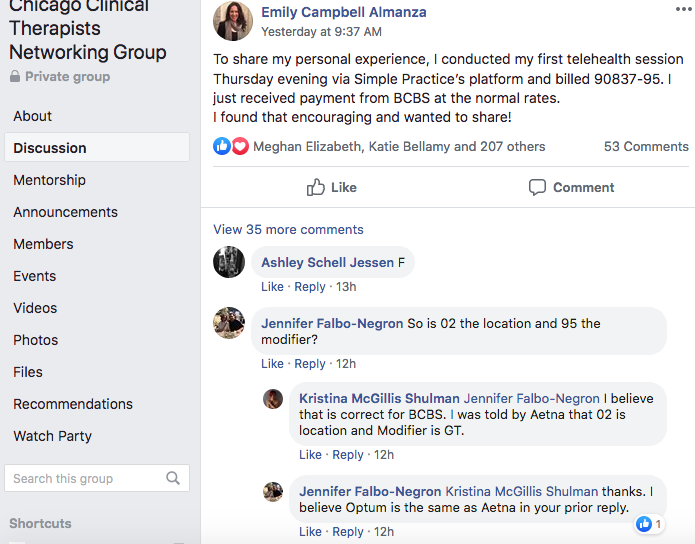 Chicago Clinical
Therapists
Networking Group
Private group
About
Discussion
Mentorship
Announcements
Members
Events
Videos
Photos
Files
Recommendations
Watch Party
Search this group
Shortcuts
Emily Campbell Almanza
Yesterday at 9:37 AM
To share my personal experience, I conducted my first telehealth session
Thursday evening via Simple Practice's platform and billed 90837-95. I
just received payment from BCBS at the normal rates.
I found that encouraging and wanted to share!
Meghan Elizabeth, Katie Bellamy and 207 others 53 Comments
Like Comment
View 35 more comments
Ashley Schell Jessen F
Like · Reply · 13h
Jennifer Falbo-Negron So is 02 the location and 95 the
modifier?
Like · Reply · 12h
Kristina McGillis Shulman Jennifer Falbo-Negron I believe
that is correct for BCBS. I was told by Aetna that 02 is
location and Modifier is GT.
Like · Reply · 12h
Jennifer Falbo-Negron Kristina McGillis Shulman thanks. I
believe Optum is the same as Aetna in your prior reply.
1
Like · Reply · 12h